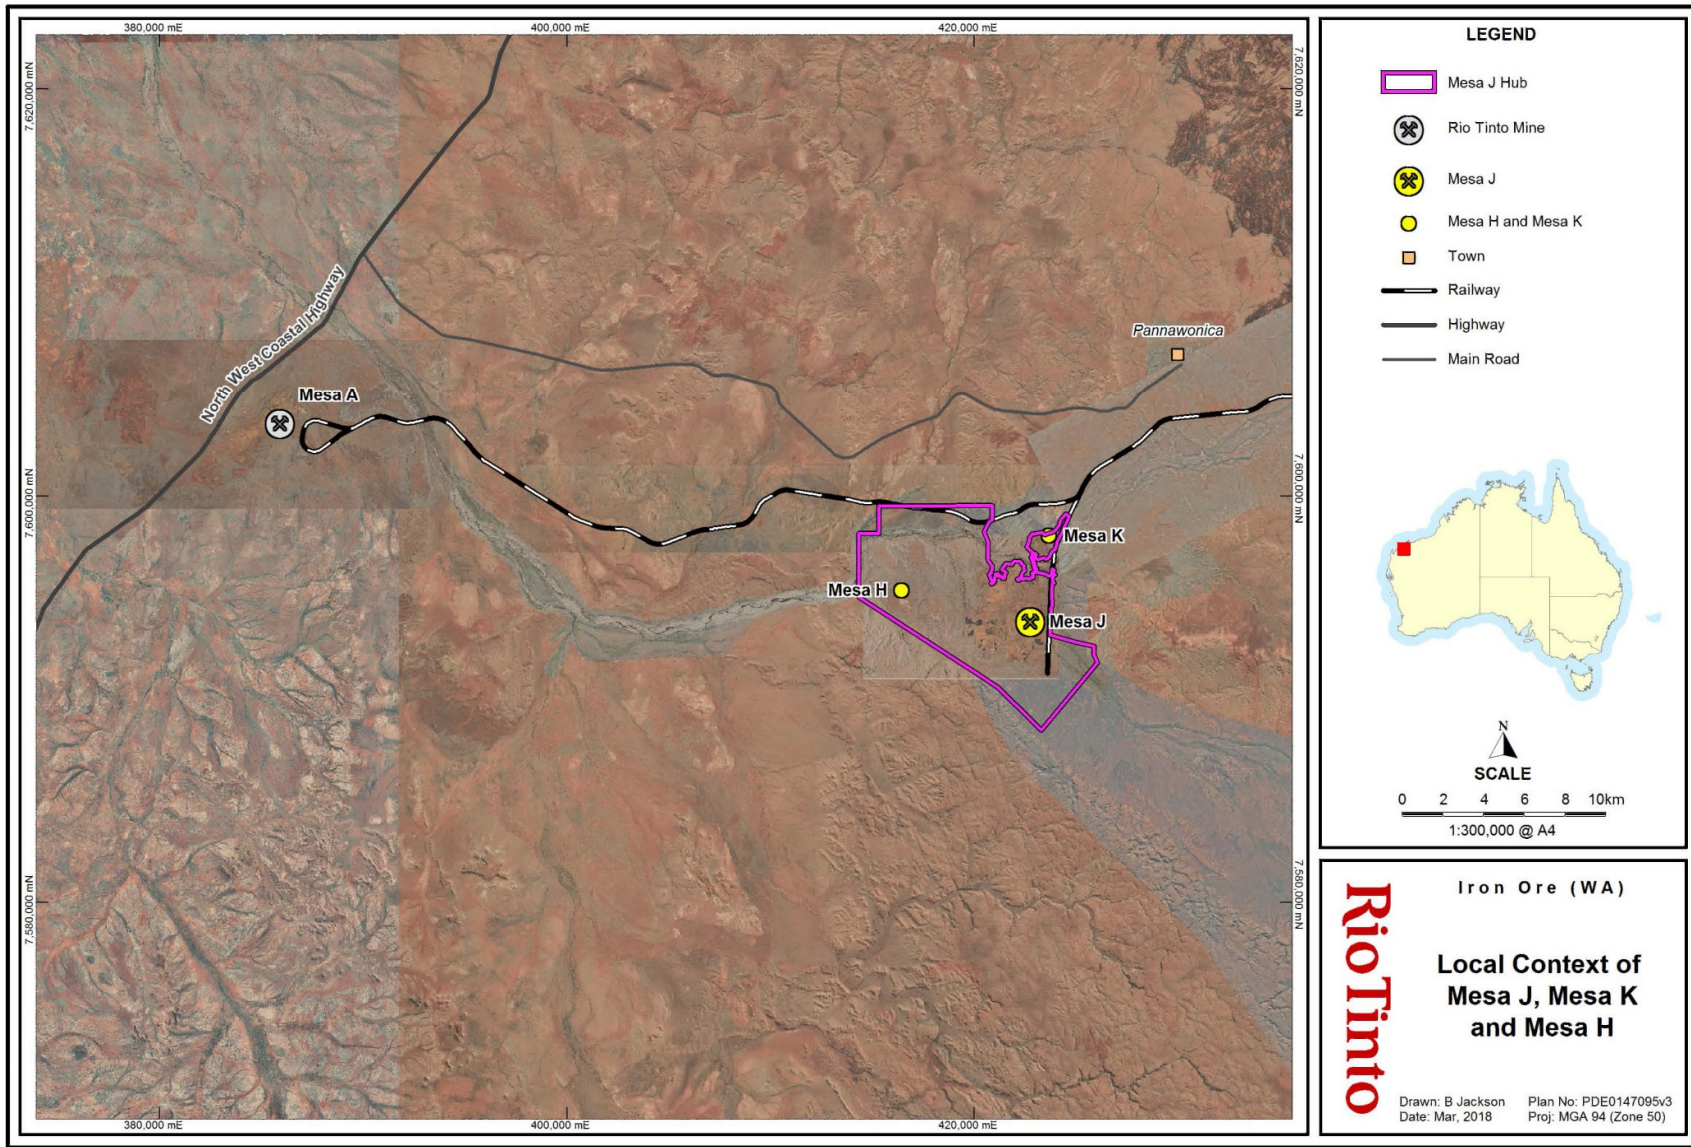 380,000 mE
400,000 mE
420,000 mE
7,620,000 mN
7,620,000 mN
North West Coastal Highway
Pannawonica
Mesa A
7,600,000 mN
7,600,000 mN
Mesa K
Mesa H
Mesa J
7,580,000 mN
7,580,000 mN
380,000 mE
400,000 mE
420,000 mE
LEGEND
Mesa J Hub
Rio Tinto Mine
Mesa J
Mesa H and Mesa K
Town
Railway
Highway
Main Road
N
SCALE
0 2 4 6 8 10km
1:300,000 @ A4
RioTinto
Iron Ore (WA)
Local Context of
Mesa J, Mesa K
and Mesa H
Drawn: B Jackson Plan No: PDE0147095v3
Date: Mar, 2018 Proj: MGA 94 (Zone 50)